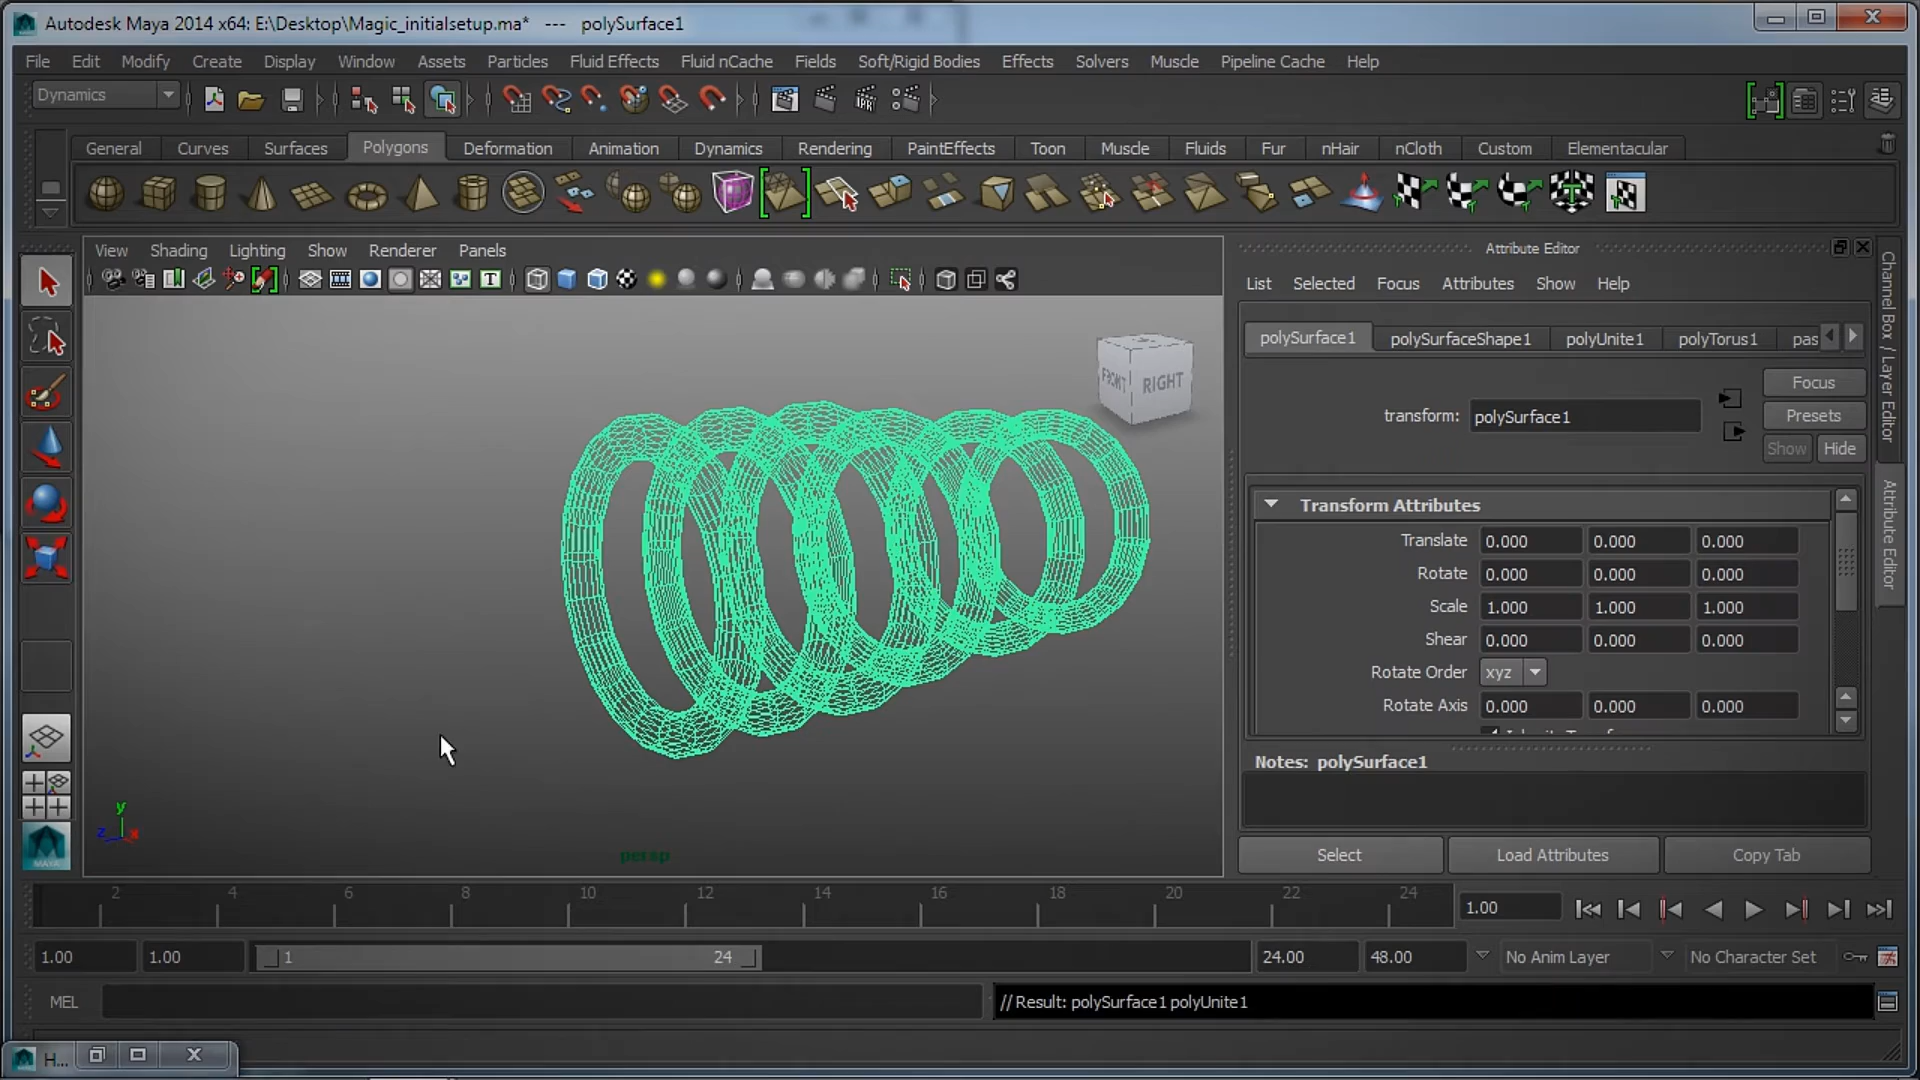 Autodesk Maya 2014 x64: E:\Desktop\Magic_initialsetup.ma* --- polySurface1
File Edit Modify Create Display Window Assets Particles Fluid Effects Fluid nCache Fields Soft/Rigid Bodies Effects Solvers Muscle Pipeline Cache Help
Dynamics
General Curves Surfaces Polygons Deformation Animation Dynamics Rendering PaintEffects Toon Muscle Fluids Fur nHair nCloth Custom Elementacular
View Shading Lighting Show Renderer Panels
Attribute Editor
List Selected Focus Attributes Show Help
polySurface1 polySurfaceShape1 polyUnite1 polyTorus1 pas
FRONT RIGHT
Focus
transform: polySurface1
Presets
Show Hide
Transform Attributes
Translate 0.000 0.000 0.000
Rotate 0.000 0.000 0.000
Scale 1.000 1.000 1.000
Shear 0.000 0.000 0.000
Rotate Order xyz
Rotate Axis 0.000 0.000 0.000
Notes: polySurface1
Select Load Attributes Copy Tab
Channel Box / Layer Editor
Attribute Editor
y
z x
persp
MAYA
2 4 6 8 10 12 14 16 18 20 22 24
1.00
1.00 1.00 1 24 24.00 48.00 No Anim Layer No Character Set
MEL
// Result: polySurface1 polyUnite1
H...